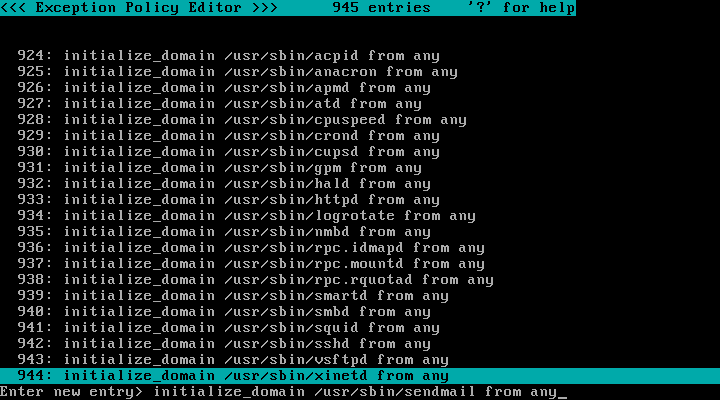 <<< Exception Policy Editor >>>      945 entries    '?' for help
924: initialize_domain /usr/sbin/acpid from any
925: initialize_domain /usr/sbin/anacron from any
926: initialize_domain /usr/sbin/apmd from any
927: initialize_domain /usr/sbin/atd from any
928: initialize_domain /usr/sbin/cpuspeed from any
929: initialize_domain /usr/sbin/crond from any
930: initialize_domain /usr/sbin/cupsd from any
931: initialize_domain /usr/sbin/gpm from any
932: initialize_domain /usr/sbin/hald from any
933: initialize_domain /usr/sbin/httpd from any
934: initialize_domain /usr/sbin/logrotate from any
935: initialize_domain /usr/sbin/nmbd from any
936: initialize_domain /usr/sbin/rpc.idmapd from any
937: initialize_domain /usr/sbin/rpc.mountd from any
938: initialize_domain /usr/sbin/rpc.rquotad from any
939: initialize_domain /usr/sbin/smartd from any
940: initialize_domain /usr/sbin/smbd from any
941: initialize_domain /usr/sbin/squid from any
942: initialize_domain /usr/sbin/sshd from any
943: initialize_domain /usr/sbin/vsftpd from any
944: initialize_domain /usr/sbin/xinetd from any
Enter new entry> initialize_domain /usr/sbin/sendmail from any_